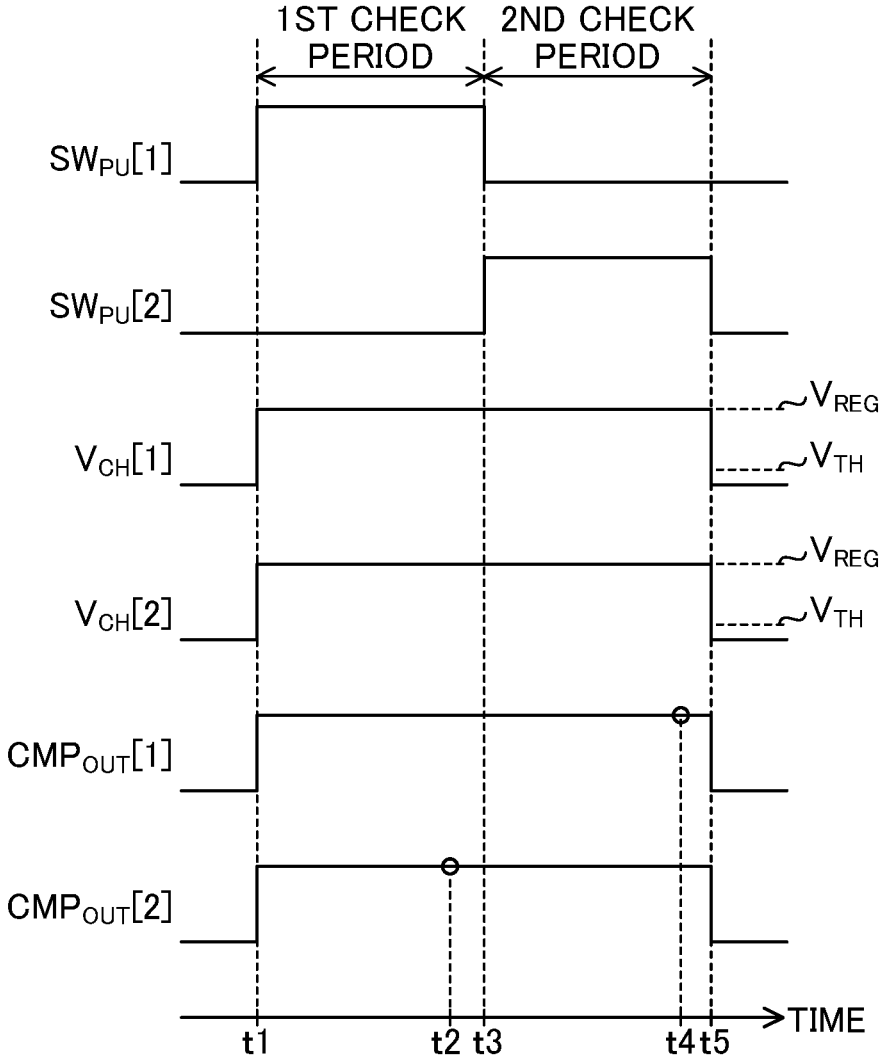 1ST CHECK PERIOD
2ND CHECK PERIOD
SWPU[1]
SWPU[2]
VREG
VCH[1]
VTH
VREG
VCH[2]
VTH
CMPOUT[1]
CMPOUT[2]
TIME
t1 t2 t3 t4 t5